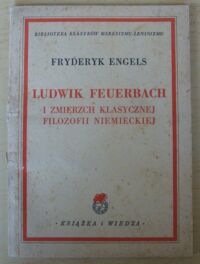 BIBLIOTEKA KLASYKÓW MARKSIZMU-LENINIZMU
FRYDERYK ENGELS
LUDWIK FEUERBACH
I ZMIERZCH KLASYCZNEJ
FILOZOFII NIEMIECKIEJ
• KSIĄŻKA i WIEDZA •